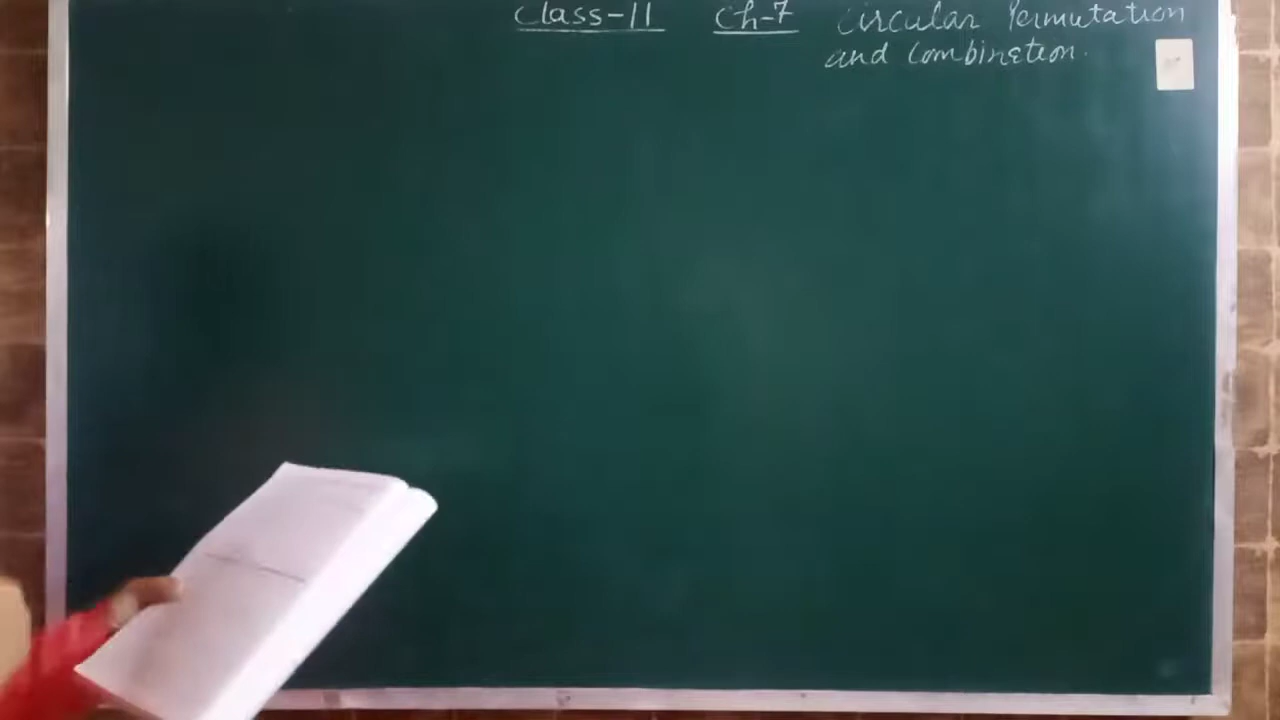 Class-11 Ch-7 Circular Permutation
and Combination.